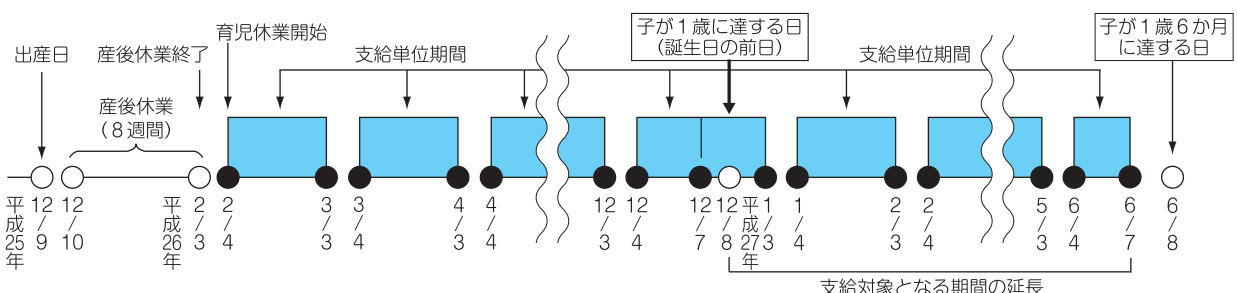 出産日
産後休業終了
育児休業開始
支給単位期間
子が1歳に達する日
(誕生日の前日)
支給単位期間
子が1歳6か月
に達する日
産後休業
(8週間)
平成25年
12/9
12/10
平成26年
2/3
2/4
3/3
3/4
4/3
4/4
12/3
12/4
12/7
12/8
平成27年
1/3
1/4
2/3
2/4
5/3
6/4
6/7
6/8
支給対象となる期間の延長